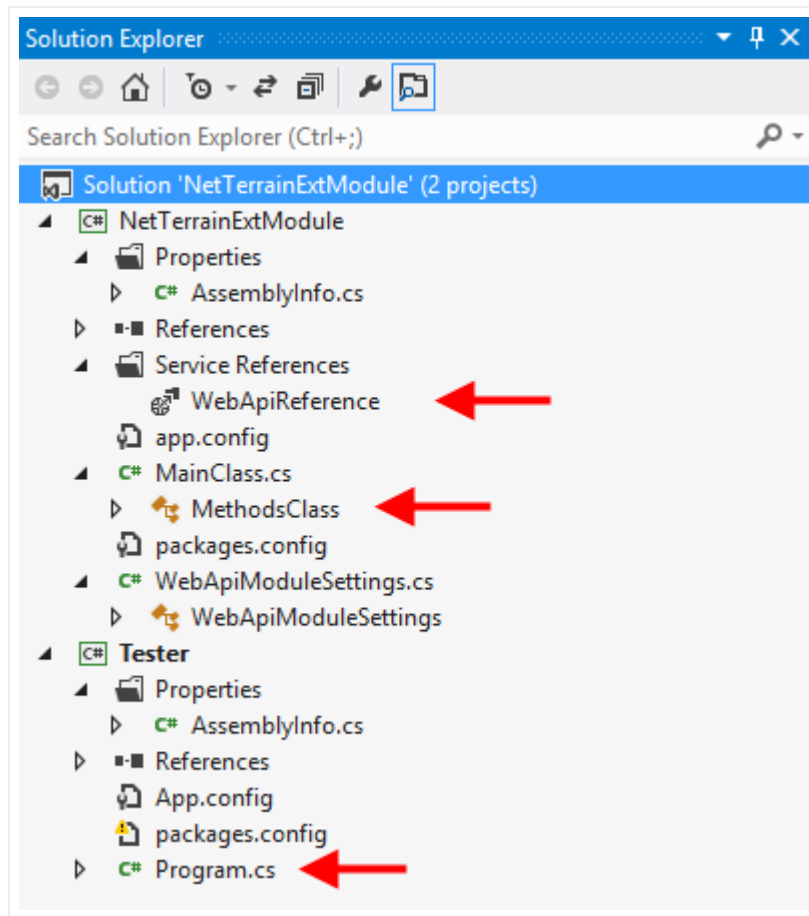 Solution Explorer
Search Solution Explorer (Ctrl+;)
Solution 'NetTerrainExtModule' (2 projects)
C# NetTerrainExtModule
Properties
C# AssemblyInfo.cs
References
Service References
WebApiReference
app.config
C# MainClass.cs
MethodsClass
packages.config
C# WebApiModuleSettings.cs
WebApiModuleSettings
C# Tester
Properties
C# AssemblyInfo.cs
References
App.config
packages.config
C# Program.cs